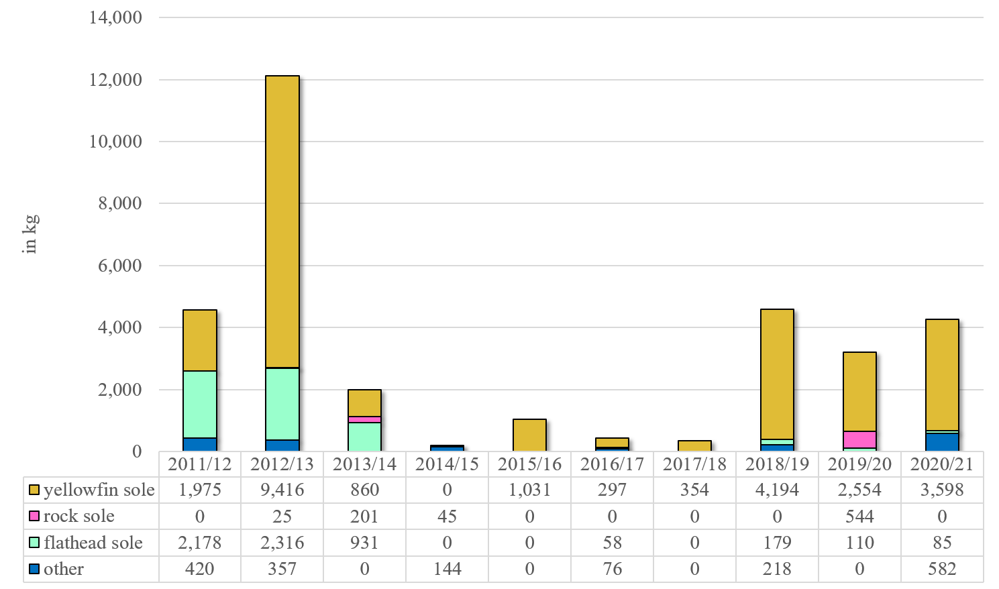 14,000
12,000
10,000
8,000
6,000
4,000
2,000
0
in kg
2011/12 2012/13 2013/14 2014/15 2015/16 2016/17 2017/18 2018/19 2019/20 2020/21
yellowfin sole 1,975 9,416 860 0 1,031 297 354 4,194 2,554 3,598
rock sole 0 25 201 45 0 0 0 0 544 0
flathead sole 2,178 2,316 931 0 0 58 0 179 110 85
other 420 357 0 144 0 76 0 218 0 582